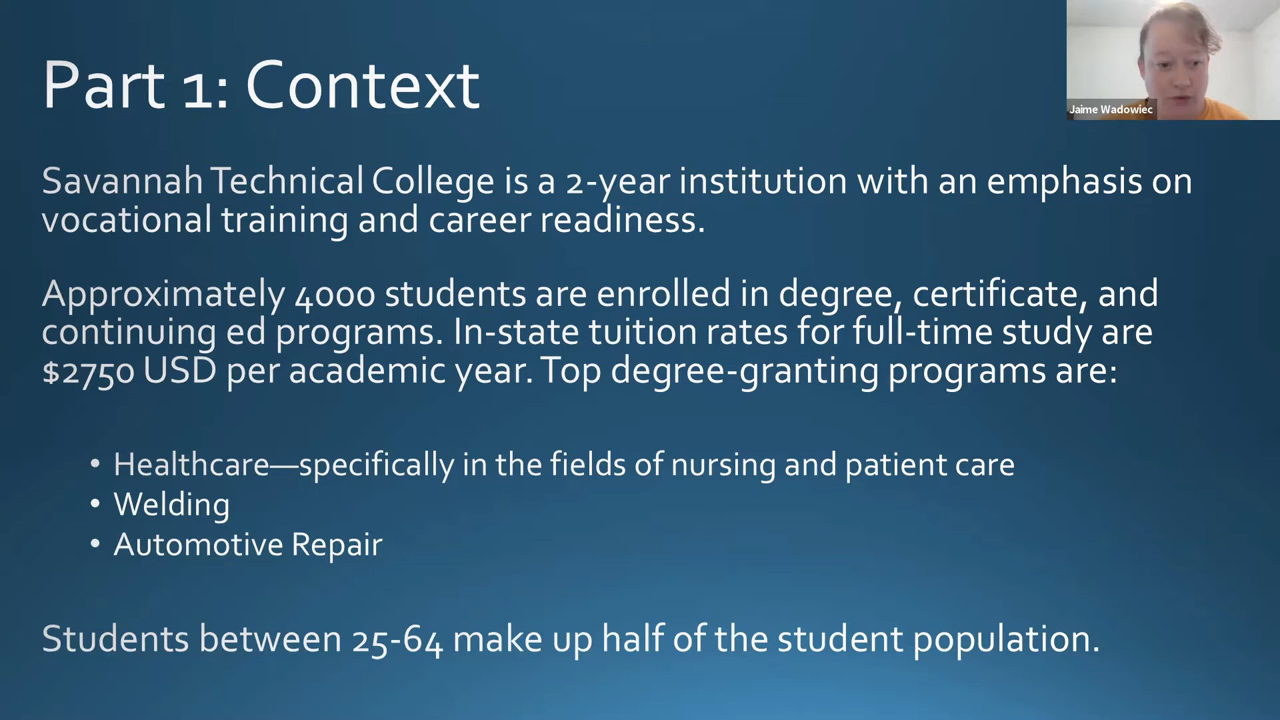 Part 1: Context
Jaime Wadowiec
Savannah Technical College is a 2-year institution with an emphasis on
vocational training and career readiness.
Approximately 4000 students are enrolled in degree, certificate, and
continuing ed programs. In-state tuition rates for full-time study are
$2750 USD per academic year. Top degree-granting programs are:
• Healthcare—specifically in the fields of nursing and patient care
• Welding
• Automotive Repair
Students between 25-64 make up half of the student population.